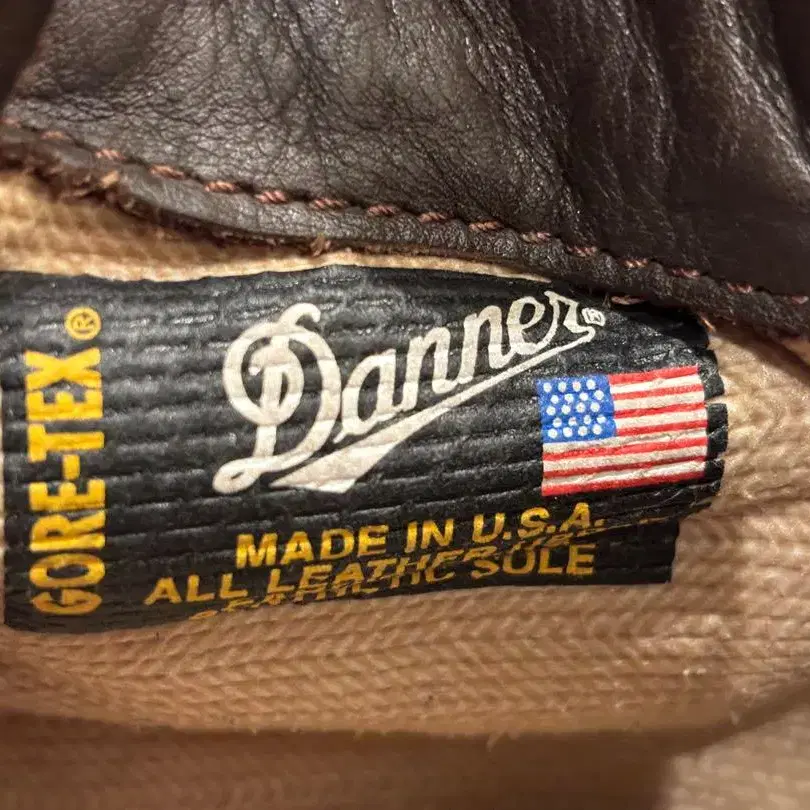 GORE-TEX®
Danner®
MADE IN U.S.A.
ALL LEATHER
SOLE